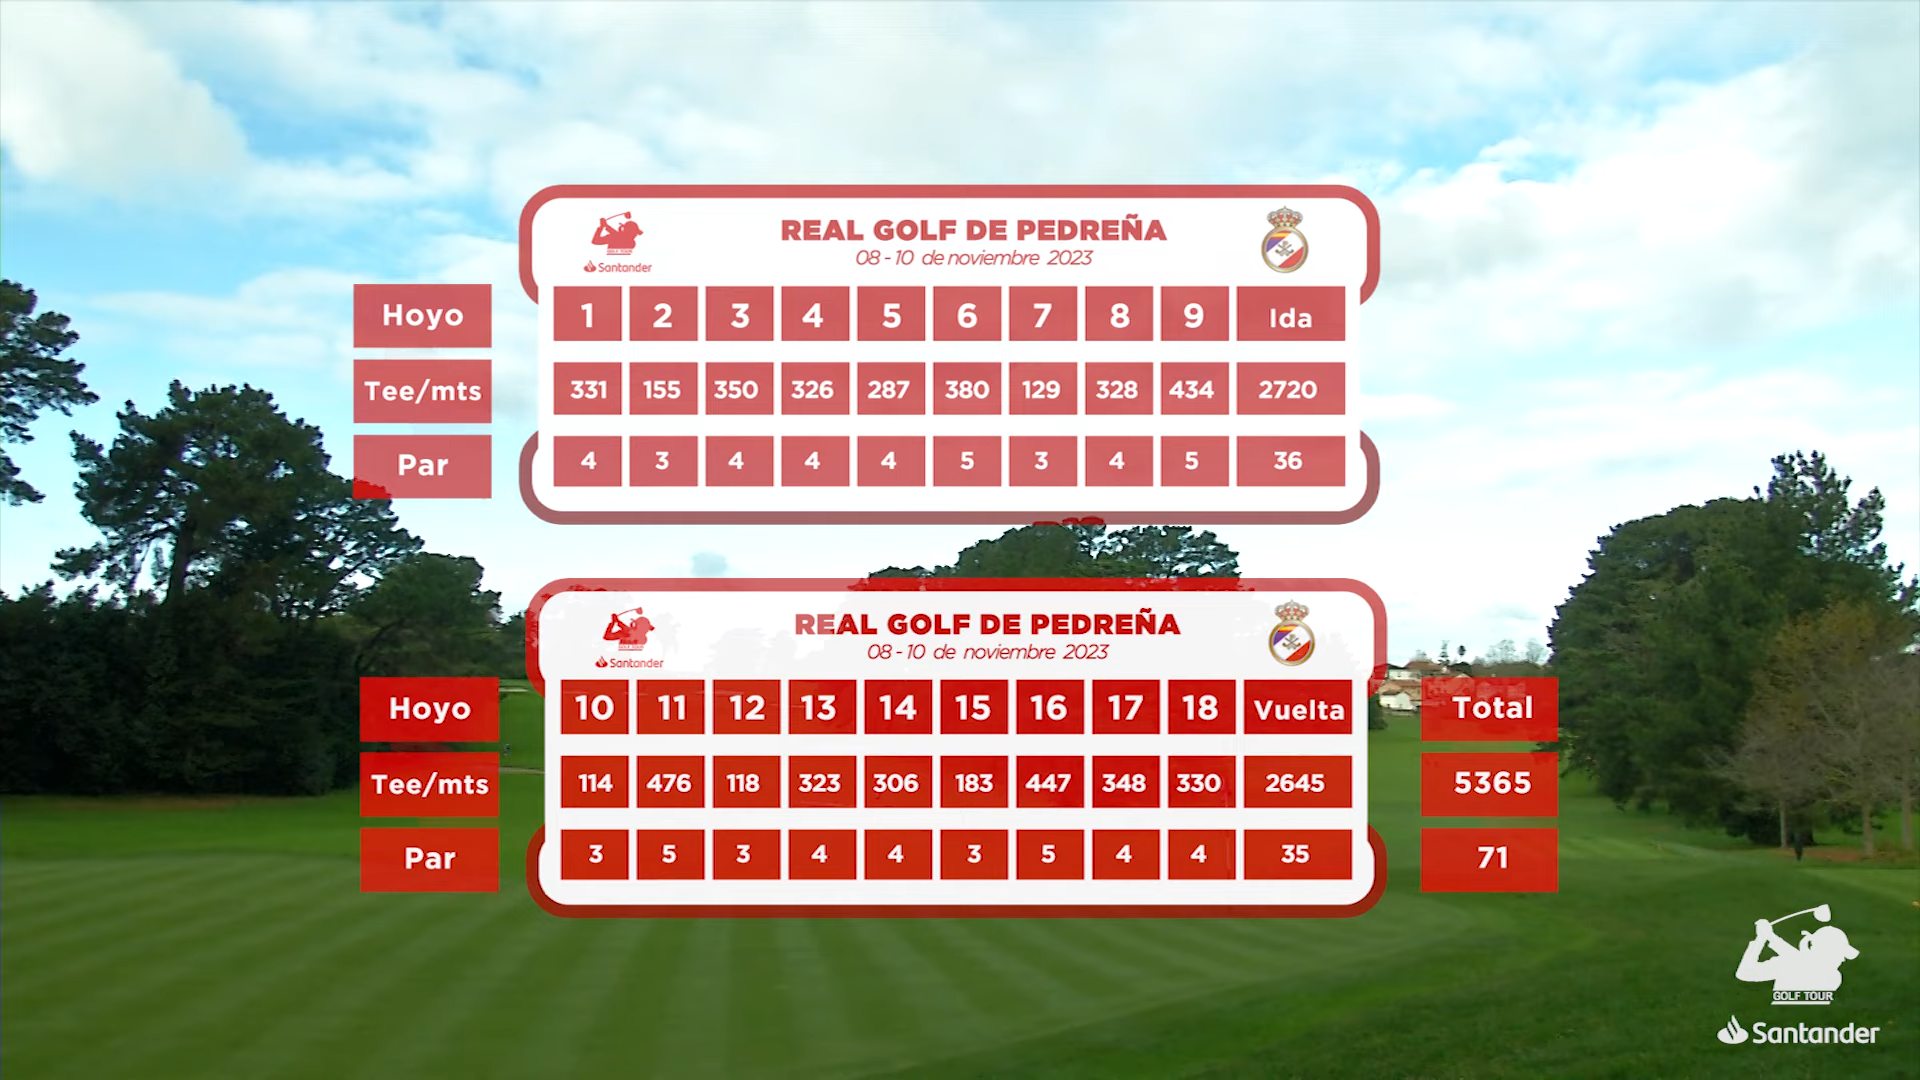 REAL GOLF DE PEDREÑA
08 - 10 de noviembre 2023
GOLF TOUR
Santander
Hoyo 1 2 3 4 5 6 7 8 9 Ida
Tee/mts 331 155 350 326 287 380 129 328 434 2720
Par 4 3 4 4 4 5 3 4 5 36
REAL GOLF DE PEDREÑA
08 - 10 de noviembre 2023
GOLF TOUR
Santander
Hoyo 10 11 12 13 14 15 16 17 18 Vuelta Total
Tee/mts 114 476 118 323 306 183 447 348 330 2645 5365
Par 3 5 3 4 4 3 5 4 4 35 71
GOLF TOUR
Santander